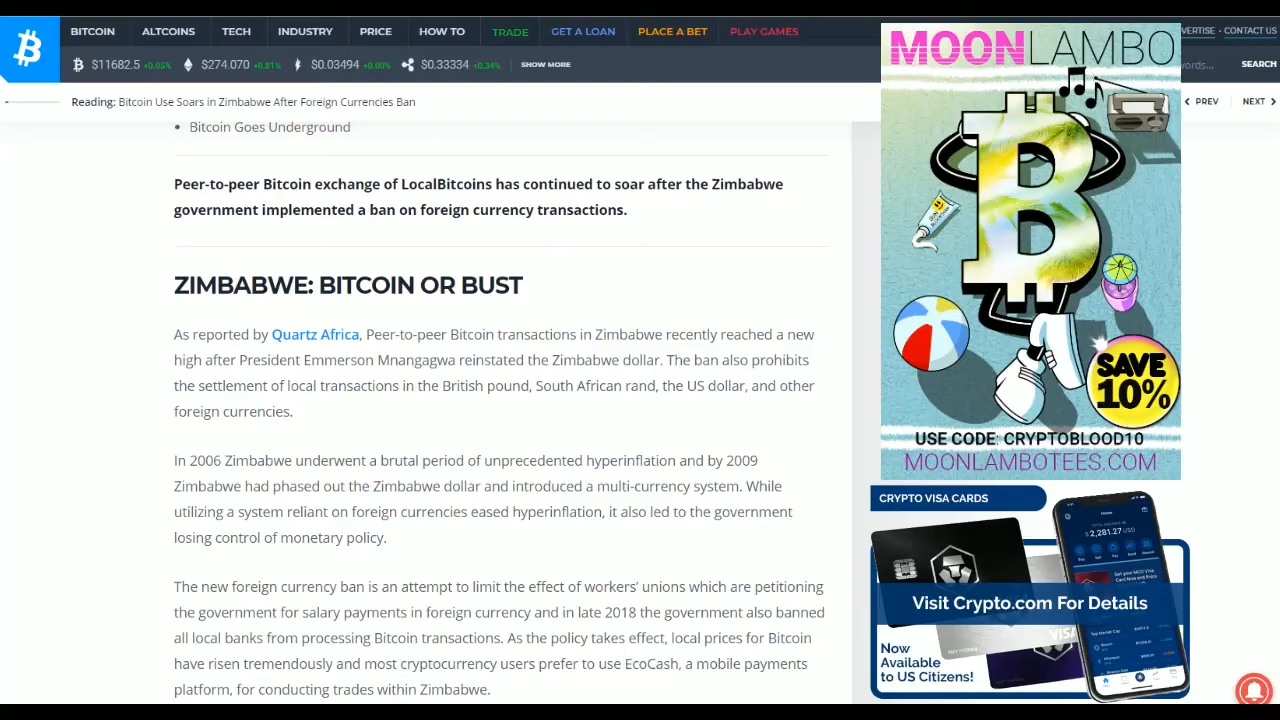 BITCOIN ALTCOINS TECH INDUSTRY PRICE HOW TO TRADE GET A LOAN PLACE A BET PLAY GAMES
VERTISE • CONTACT US
$11682.5 +0.05%
+0.31%
+0.00%
$0.33334 +0.34%
SHOW MORE
SEARCH
Reading: Bitcoin Use Soars in Zimbabwe After Foreign Currencies Ban
PREV NEXT
• Bitcoin Goes Underground
Peer-to-peer Bitcoin exchange of LocalBitcoins has continued to soar after the Zimbabwe
government implemented a ban on foreign currency transactions.
ZIMBABWE: BITCOIN OR BUST
As reported by Quartz Africa, Peer-to-peer Bitcoin transactions in Zimbabwe recently reached a new
high after President Emmerson Mnangagwa reinstated the Zimbabwe dollar. The ban also prohibits
the settlement of local transactions in the British pound, South African rand, the US dollar, and other
foreign currencies.
In 2006 Zimbabwe underwent a brutal period of unprecedented hyperinflation and by 2009
Zimbabwe had phased out the Zimbabwe dollar and introduced a multi-currency system. While
utilizing a system reliant on foreign currencies eased hyperinflation, it also led to the government
losing control of monetary policy.
The new foreign currency ban is an attempt to limit the effect of workers' unions which are petitioning
the government for salary payments in foreign currency and in late 2018 the government also banned
all local banks from processing Bitcoin transactions. As the policy takes effect, local prices for Bitcoin
have risen tremendously and most cryptocurrency users prefer to use EcoCash, a mobile payments
platform, for conducting trades within Zimbabwe.
MOONLAMBO
SAVE
10%
USE CODE: CRYPTOBLOOD10
MOONLAMBOTEES.COM
CRYPTO VISA CARDS
$2,281.27 USD
Visit Crypto.com For Details
VISA
Now
Available
to US Citizens!